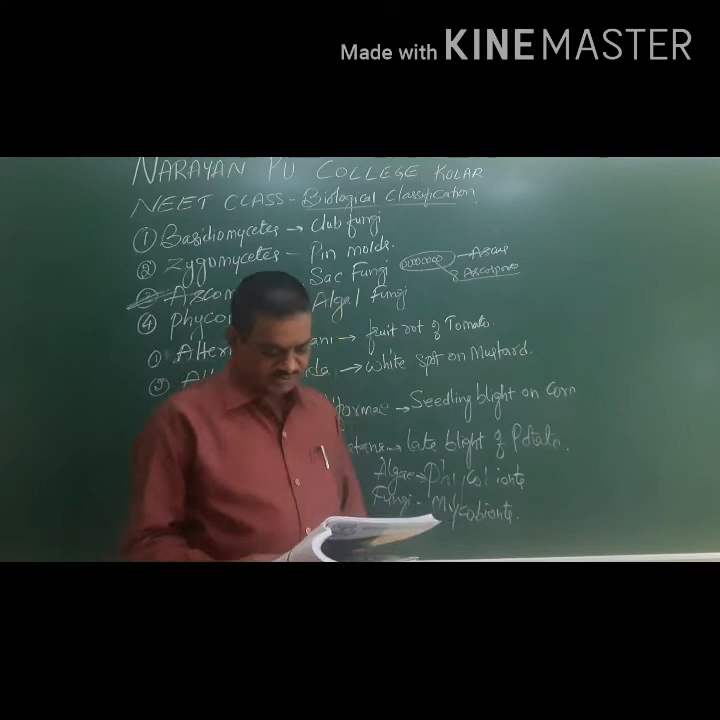 Made with KINEMASTER
NARAYAN PU COLLEGE, KOLAR
NEET CLASS - Biological Classification
① Basidiomycetes → Club fungi
② Zygomycetes - Pin molds.
Sac Fungi - Ascus
Ascospore
④ Algal Fungi
① → fruit rot of Tomato.
→ White spot on Mustard.
→ Seedling blight on Corn
→ late blight of Potato.
Algae →
Fungi - Mycobionts.